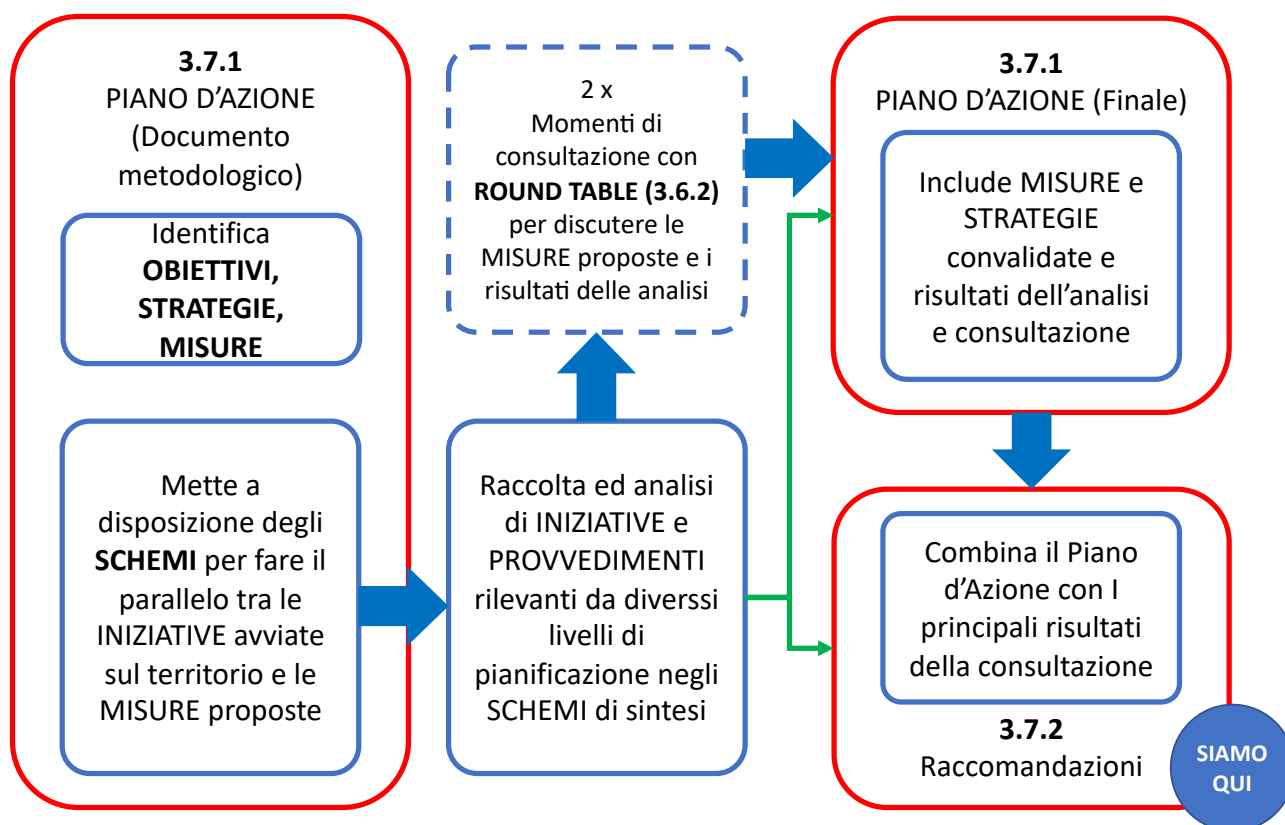 3.7.1
PIANO D'AZIONE
(Documento
metodologico)
Identifica
OBIETTIVI,
STRATEGIE,
MISURE
Mette a
disposizione degli
SCHEMI per fare il
parallelo tra le
INIZIATIVE avviate
sul territorio e le
MISURE proposte
2 x
Momenti di
consultazione con
ROUND TABLE (3.6.2)
per discutere le
MISURE proposte e i
risultati delle analisi
Raccolta ed analisi
di INIZIATIVE e
PROVVEDIMENTI
rilevanti da diverssi
livelli di
pianificazione negli
SCHEMI di sintesi
3.7.1
PIANO D'AZIONE (Finale)
Include MISURE e
STRATEGIE
convalidate e
risultati dell'analisi
e consultazione
Combina il Piano
d'Azione con I
principali risultati
della consultazione
3.7.2
Raccomandazioni
SIAMO
QUI